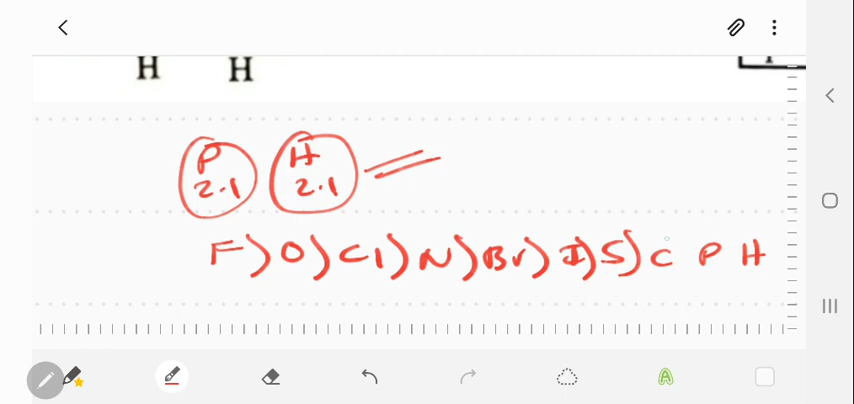 H H
P H
2.1 2.1
F > O > Cl > N > Br > I > S > C P H